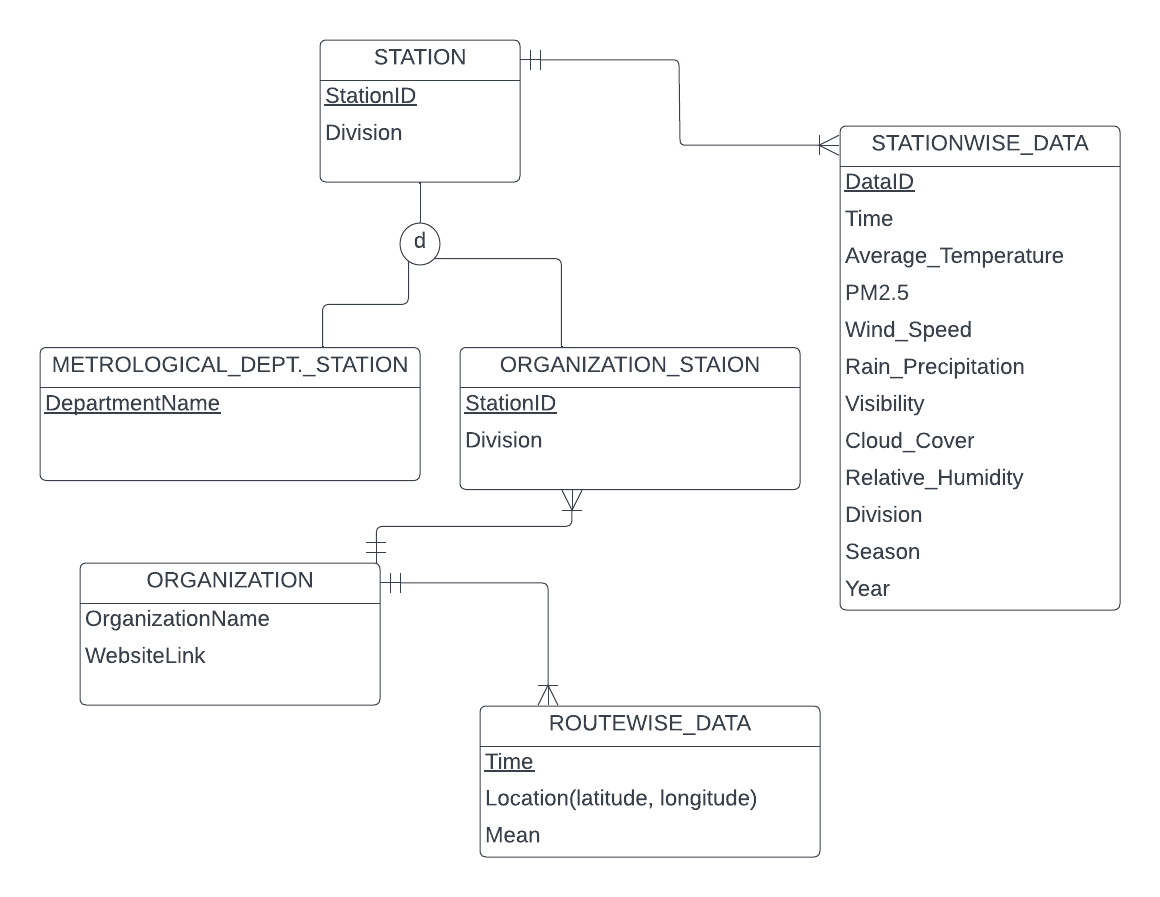 STATION
StationID
Division
STATIONWISE_DATA
DataID
Time
Average_Temperature
PM2.5
Wind_Speed
Rain_Precipitation
Visibility
Cloud_Cover
Relative_Humidity
Division
Season
Year
d
METROLOGICAL_DEPT._STATION
DepartmentName
ORGANIZATION_STAION
StationID
Division
ORGANIZATION
OrganizationName
WebsiteLink
ROUTEWISE_DATA
Time
Location(latitude, longitude)
Mean